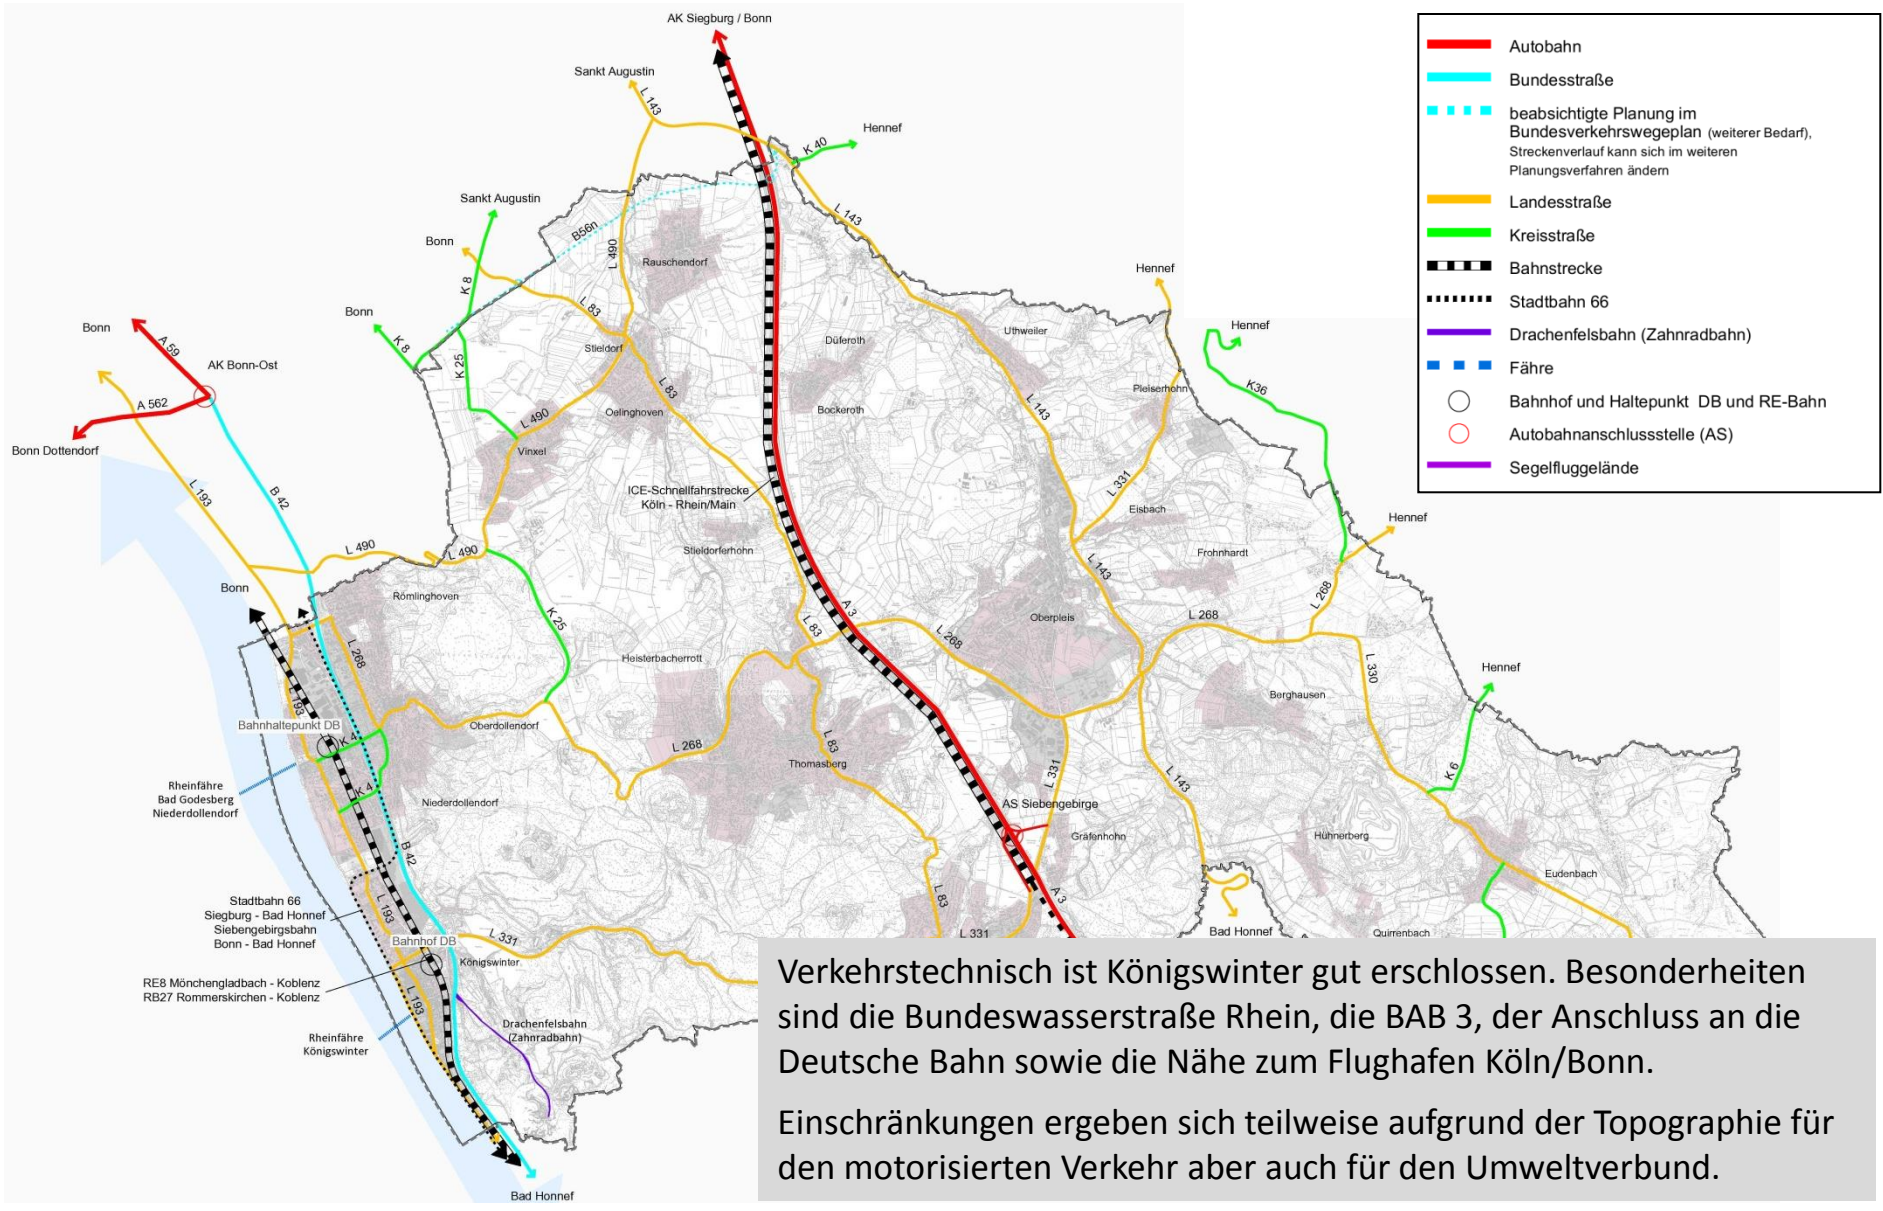 AK Siegburg / Bonn
Sankt Augustin
L 143
Hennef
K 40
Sankt Augustin
L 143
Bonn
K 8
B56n
L 490
Rauschendorf
Hennef
Bonn
K 8
L 83
Hennef
Bonn
A 59
AK Bonn-Ost
K 25
Stieldorf
Düferoth
Uthweiler
Pleiserhohn
K36
A 562
Bonn Dottendorf
L 490
Oelinghoven
L 83
Bockeroth
L 143
Vinxel
L 193
B 42
ICE-Schnellfahrstrecke
Köln - Rhein/Main
L 331
Eisbach
Hennef
L 490
L 490
Stieldorferhohn
Frohnhardt
L 143
Bonn
Römlinghoven
K 25
A 3
L 83
L 268
Oberpleis
L 268
L 268
L 268
Heisterbacherrott
L 330
Hennef
L 193
Berghausen
Bahnhaltepunkt DB
K 4
Oberdollendorf
L 268
L 83
Thomasberg
L 331
L 143
K 6
Rheinfähre
Bad Godesberg
Niederdollendorf
K 4
Niederdollendorf
AS Siebengebirge
Gräfenhohn
Hühnerberg
B 42
Eudenbach
Stadtbahn 66
Siegburg - Bad Honnef
Siebengebirgsbahn
Bonn - Bad Honnef
L 193
L 83
A 3
Bahnhof DB
L 331
L 331
Bad Honnef
Quirrenbach
Königswinter
RE8 Mönchengladbach - Koblenz
RB27 Rommerskirchen - Koblenz
L 193
Rheinfähre
Königswinter
Drachenfelsbahn
(Zahnradbahn)
Bad Honnef
Autobahn
Bundesstraße
beabsichtigte Planung im
Bundesverkehrswegeplan (weiterer Bedarf),
Streckenverlauf kann sich im weiteren
Planungsverfahren ändern
Landesstraße
Kreisstraße
Bahnstrecke
Stadtbahn 66
Drachenfelsbahn (Zahnradbahn)
Fähre
Bahnhof und Haltepunkt DB und RE-Bahn
Autobahnanschlussstelle (AS)
Segelfluggelände
Verkehrstechnisch ist Königswinter gut erschlossen. Besonderheiten
sind die Bundeswasserstraße Rhein, die BAB 3, der Anschluss an die
Deutsche Bahn sowie die Nähe zum Flughafen Köln/Bonn.
Einschränkungen ergeben sich teilweise aufgrund der Topographie für
den motorisierten Verkehr aber auch für den Umweltverbund.